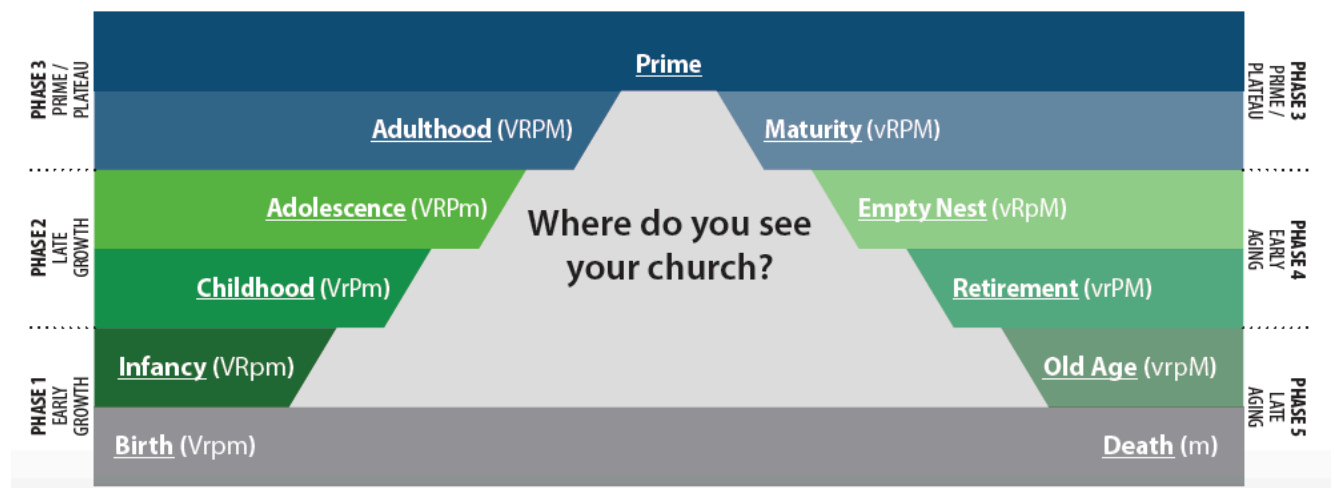 Prime
PHASE 3
PRIME /
PLATEAU
Adulthood (VRPM)
Maturity (vRPM)
PHASE 3
PRIME /
PLATEAU
PHASE 2
LATE
GROWTH
Adolescence (VRPm)
Empty Nest (vRpM)
Where do you see
your church?
Childhood (VrPm)
Retirement (vrPM)
PHASE 4
EARLY
AGING
PHASE 1
EARLY
GROWTH
Infancy (VRpm)
Old Age (vrpM)
PHASE 5
LATE
AGING
Birth (Vrpm)
Death (m)